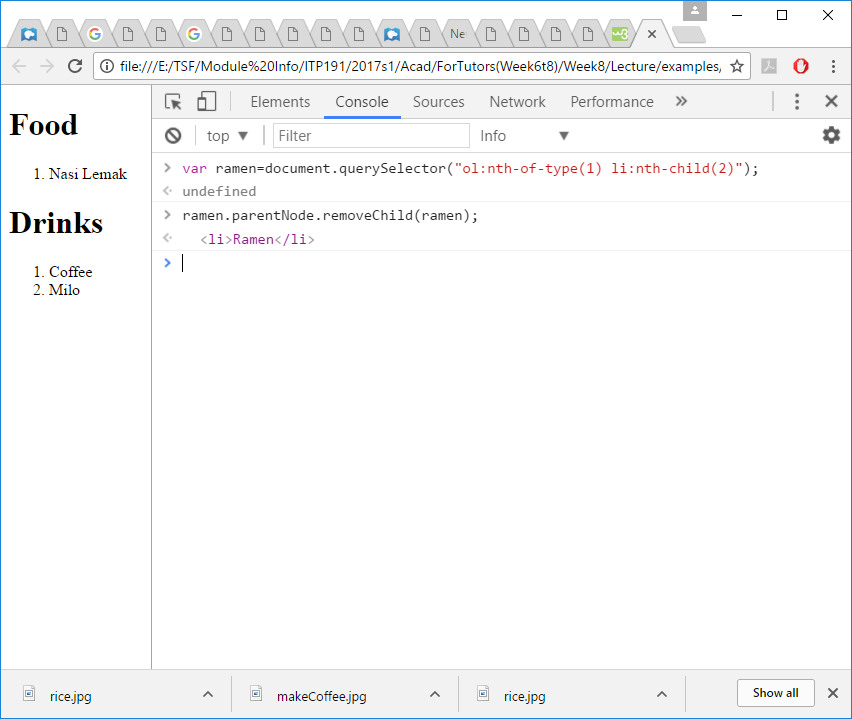 Ne
w3
file:///E:/TSF/Module%20Info/ITP191/2017s1/Acad/ForTutors(Week6t8)/Week8/Lecture/examples,
Elements Console Sources Network Performance »
top ▼ Filter Info ▼
Food
1. Nasi Lemak
Drinks
1. Coffee
2. Milo
> var ramen=document.querySelector("ol:nth-of-type(1) li:nth-child(2)");
undefined
> ramen.parentNode.removeChild(ramen);
<li>Ramen</li>
>
rice.jpg makeCoffee.jpg rice.jpg Show all